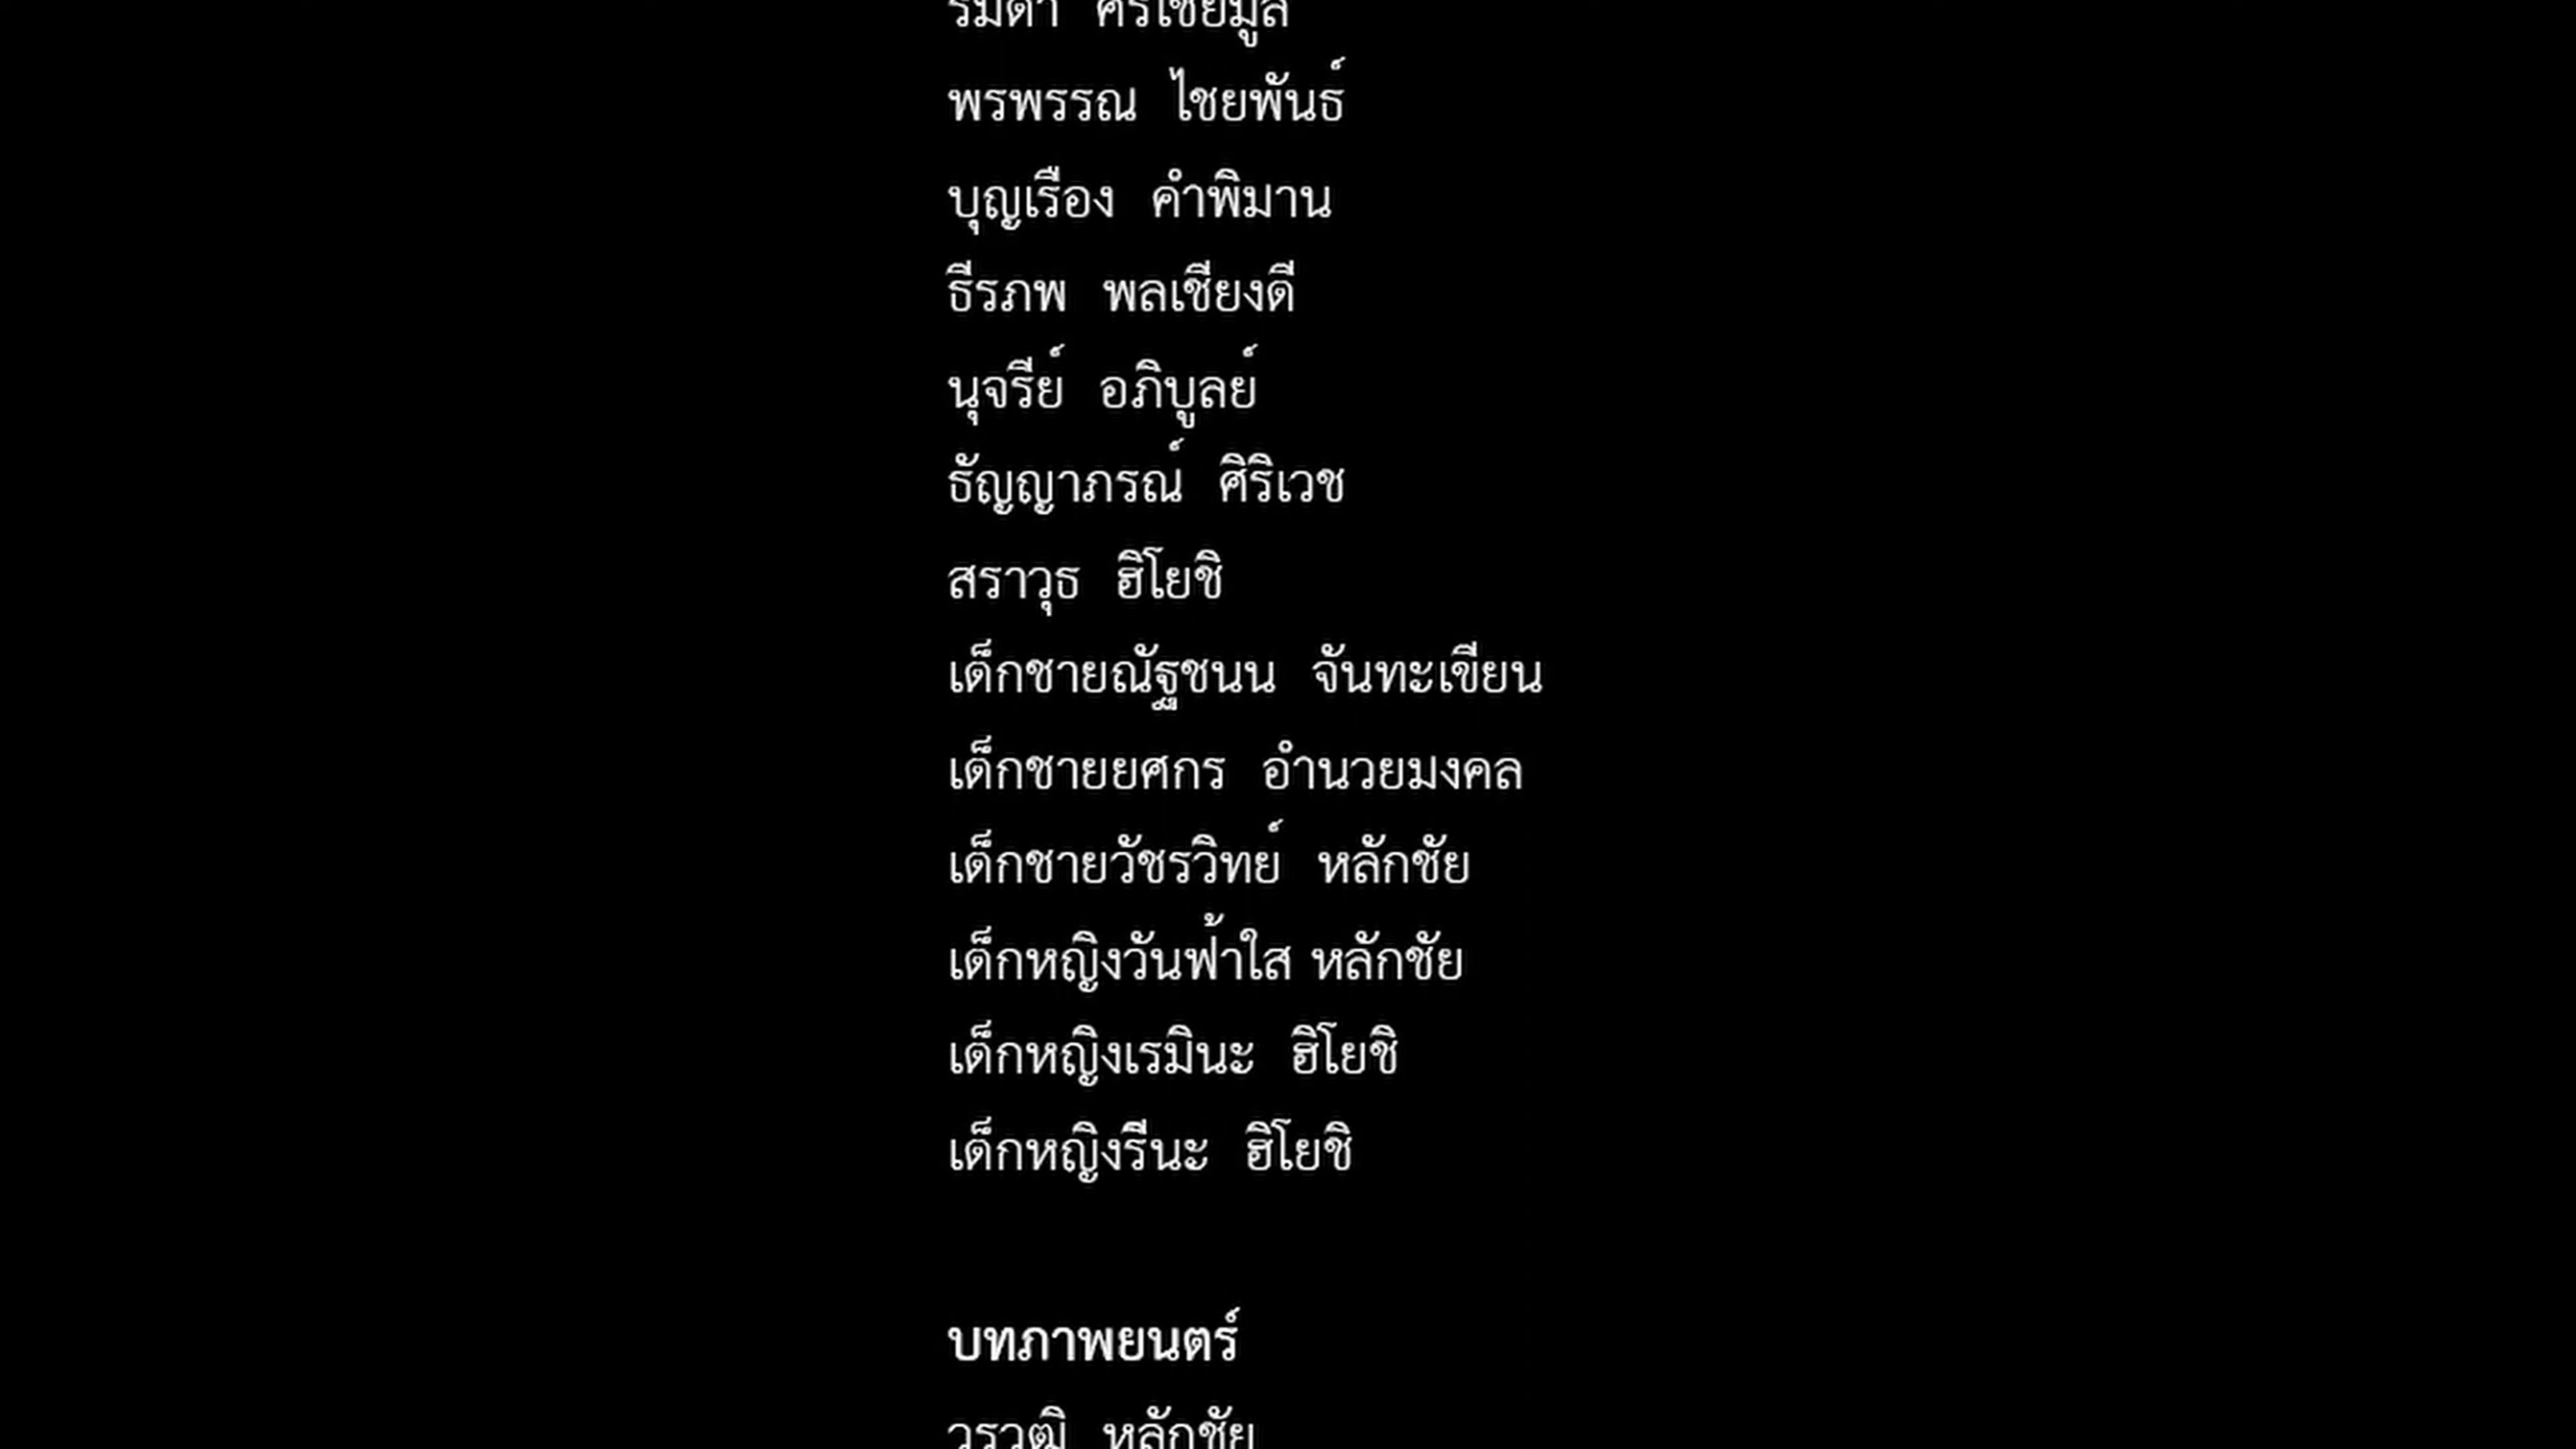 พรพรรณ ไชยพันธ์
บุญเรือง คำพิมาน
ธีรภพ พลเชียงดี
นุจรีย์ อภิบูลย์
ธัญญาภรณ์ ศิริเวช
สราวุธ ฮิโยชิ
เด็กชายณัฐชนน จันทะเขียน
เด็กชายยศกร อำนวยมงคล
เด็กชายวัชรวิทย์ หลักชัย
เด็กหญิงวันฟ้าใส หลักชัย
เด็กหญิงเรมินะ ฮิโยชิ
เด็กหญิงรีนะ ฮิโยชิ
บทภาพยนตร์
หลักชัย